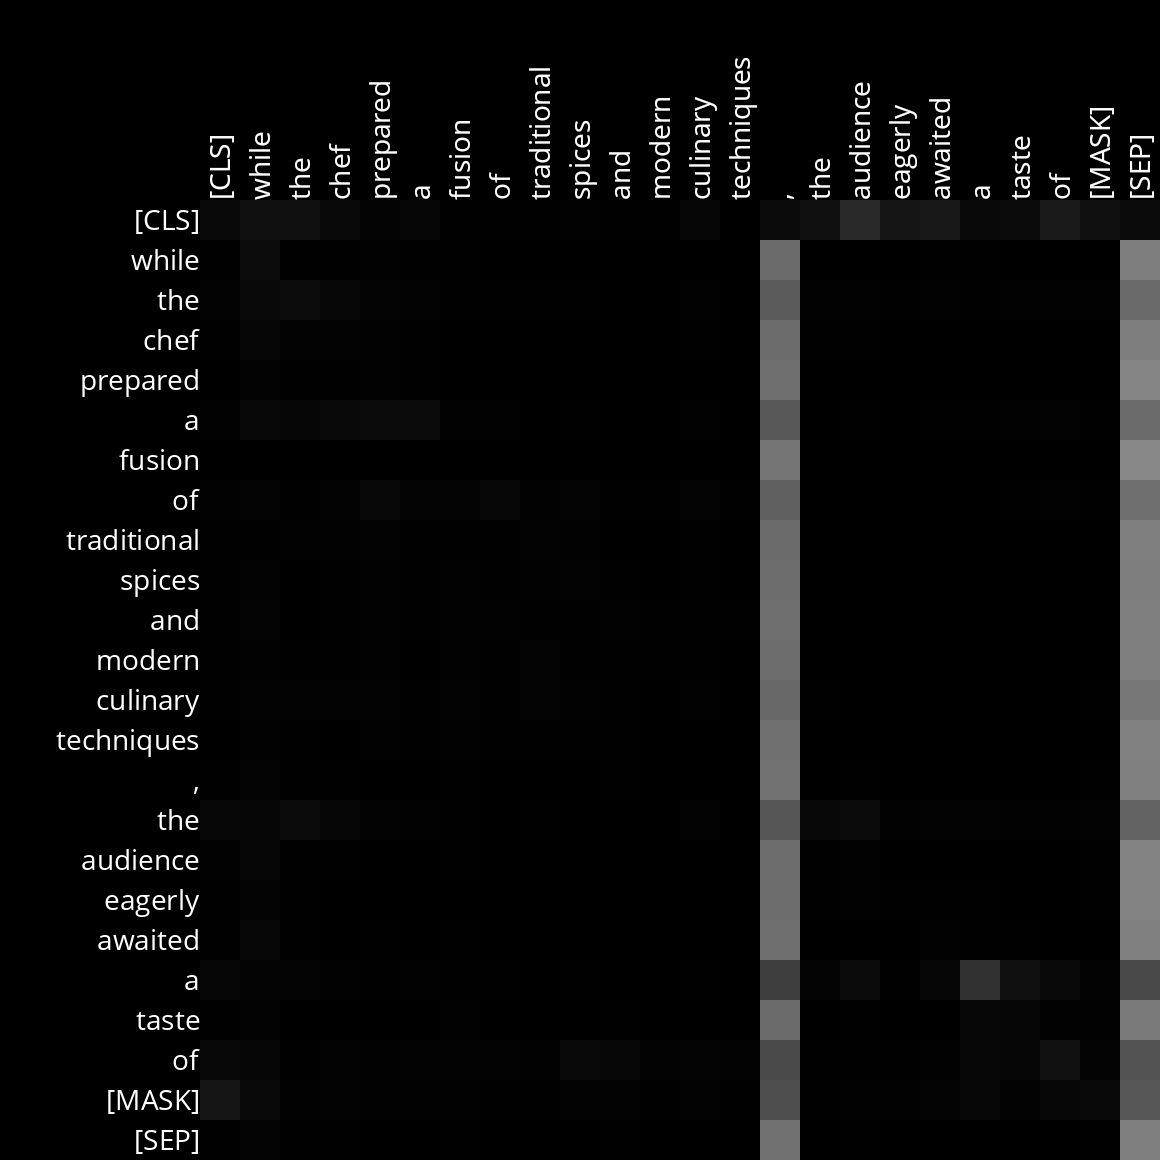 [CLS] while the chef prepared a fusion of traditional spices and modern culinary techniques , the audience eagerly awaited a taste of [MASK] [SEP]
[CLS]
while
the
chef
prepared
a
fusion
of
traditional
spices
and
modern
culinary
techniques
,
the
audience
eagerly
awaited
a
taste
of
[MASK]
[SEP]